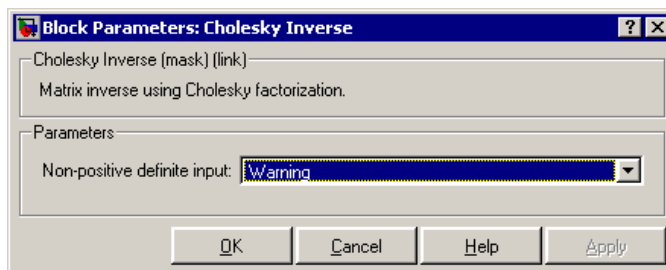 Block Parameters: Cholesky Inverse
Cholesky Inverse (mask) (link)
Matrix inverse using Cholesky factorization.
Parameters
Non-positive definite input: Warning
OK Cancel Help Apply